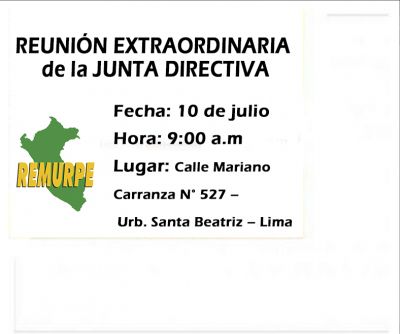 REUNIÓN EXTRAORDINARIA
de la JUNTA DIRECTIVA
Fecha: 10 de julio
Hora: 9:00 a.m
Lugar: Calle Mariano
Carranza N° 527 –
Urb. Santa Beatriz – Lima
REMURPE